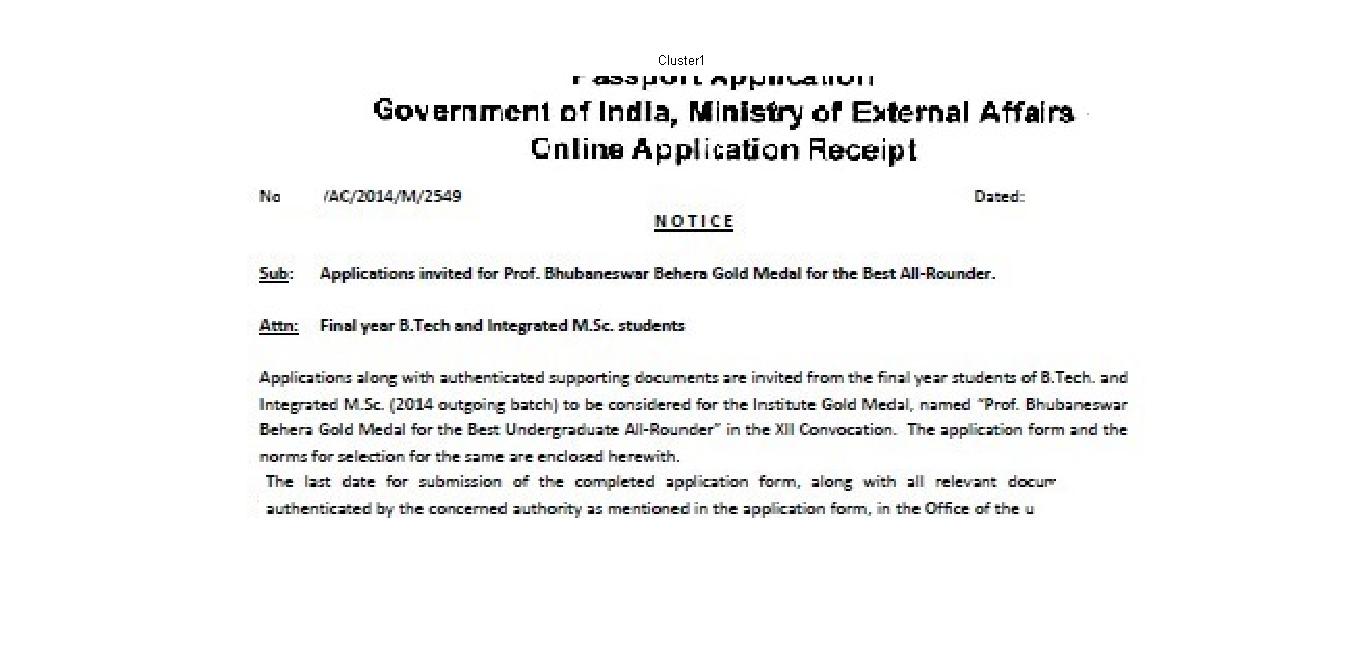 Cluster1
Passport Application
Government of India, Ministry of External Affairs
Online Application Receipt
No /AC/2014/M/2549 Dated:
NOTICE
Sub: Applications invited for Prof. Bhubaneswar Behera Gold Medal for the Best All-Rounder.
Attn: Final year B.Tech and Integrated M.Sc. students
Applications along with authenticated supporting documents are invited from the final year students of B.Tech. and
Integrated M.Sc. (2014 outgoing batch) to be considered for the Institute Gold Medal, named “Prof. Bhubaneswar
Behera Gold Medal for the Best Undergraduate All-Rounder” in the XII Convocation. The application form and the
norms for selection for the same are enclosed herewith.
The last date for submission of the completed application form, along with all relevant docum
authenticated by the concerned authority as mentioned in the application form, in the Office of the u